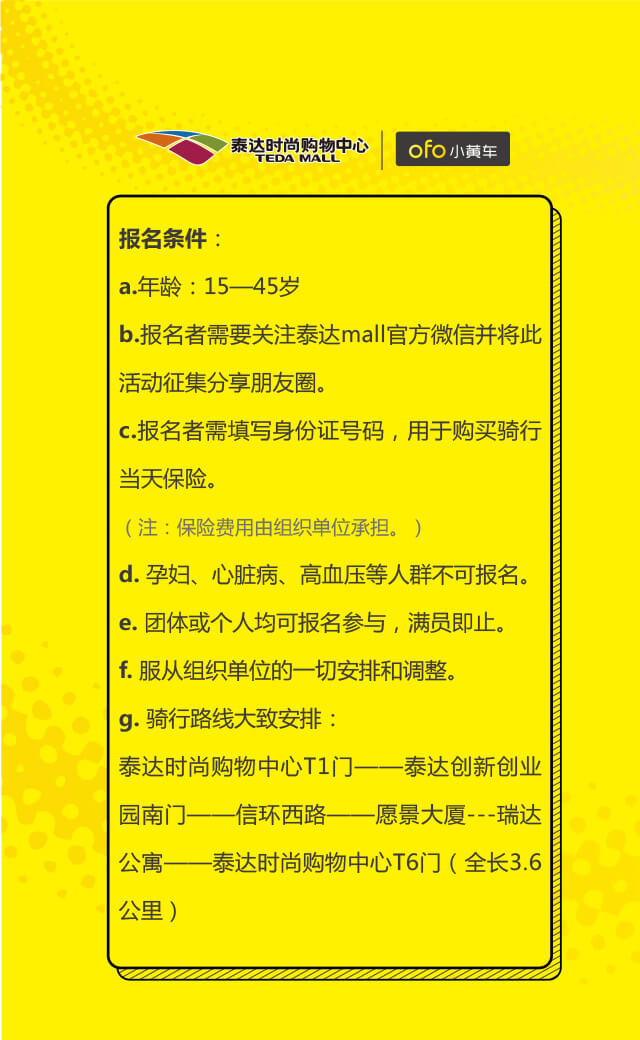 泰达时尚购物中心
TEDA MALL
ofo小黄车
报名条件：
a.年龄：15—45岁
b.报名者需要关注泰达mall官方微信并将此
活动征集分享朋友圈。
c.报名者需填写身份证号码，用于购买骑行
当天保险。
（注：保险费用由组织单位承担。）
d. 孕妇、心脏病、高血压等人群不可报名。
e. 团体或个人均可报名参与，满员即止。
f. 服从组织单位的一切安排和调整。
g. 骑行路线大致安排：
泰达时尚购物中心T1门——泰达创新创业
园南门——信环西路——愿景大厦---瑞达
公寓——泰达时尚购物中心T6门（全长3.6
公里）